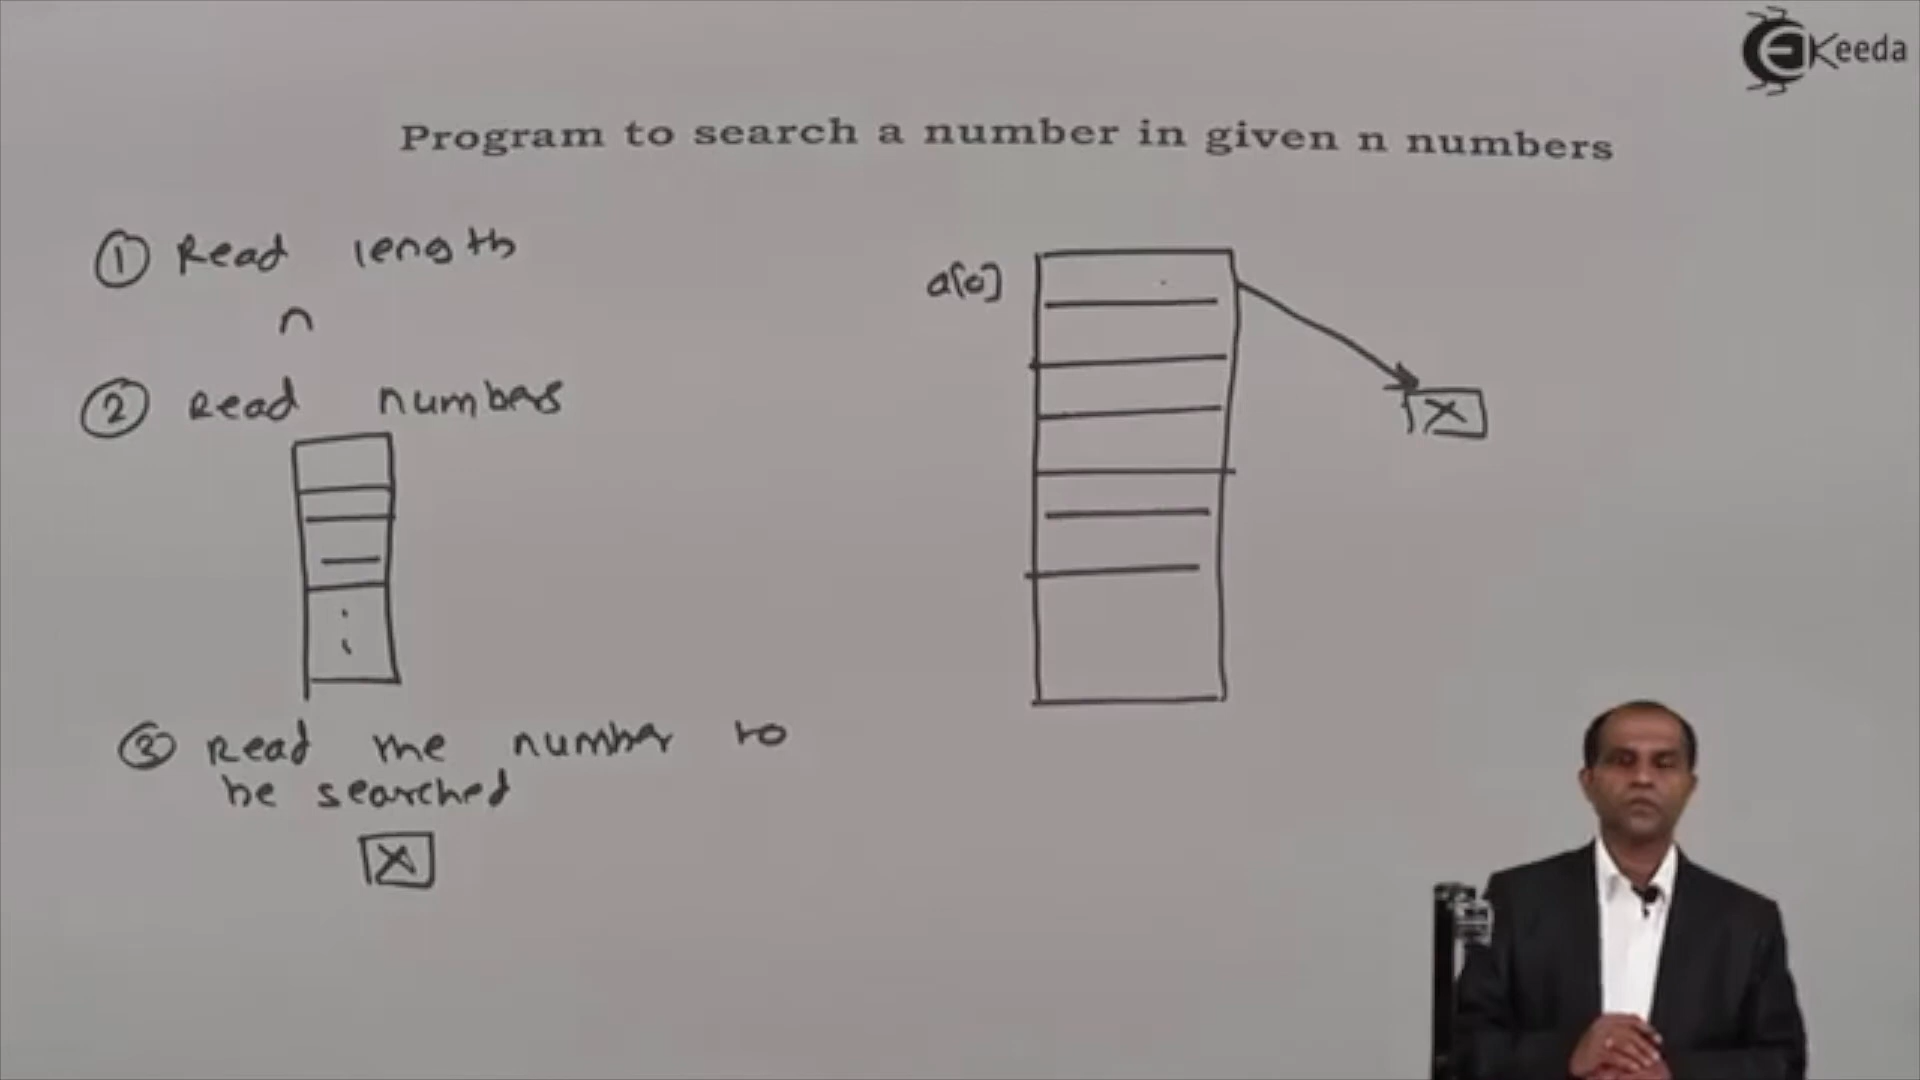 EKeeda
Program to search a number in given n numbers
① Read length
n
② Read numbers
③ Read the number to
be searched
X
a[0]
X